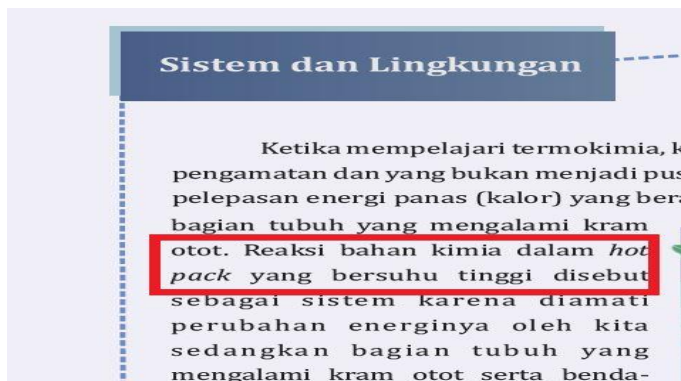 Sistem dan Lingkungan
Ketika mempelajari termokimia,
pengamatan dan yang bukan menjadi
pelepasan energi panas (kalor) yang
bagian tubuh yang mengalami kram
otot. Reaksi bahan kimia dalam hot
pack yang bersuhu tinggi disebut
sebagai sistem karena diamati
perubahan energinya oleh kita
sedangkan bagian tubuh yang
mengalami kram otot serta benda-